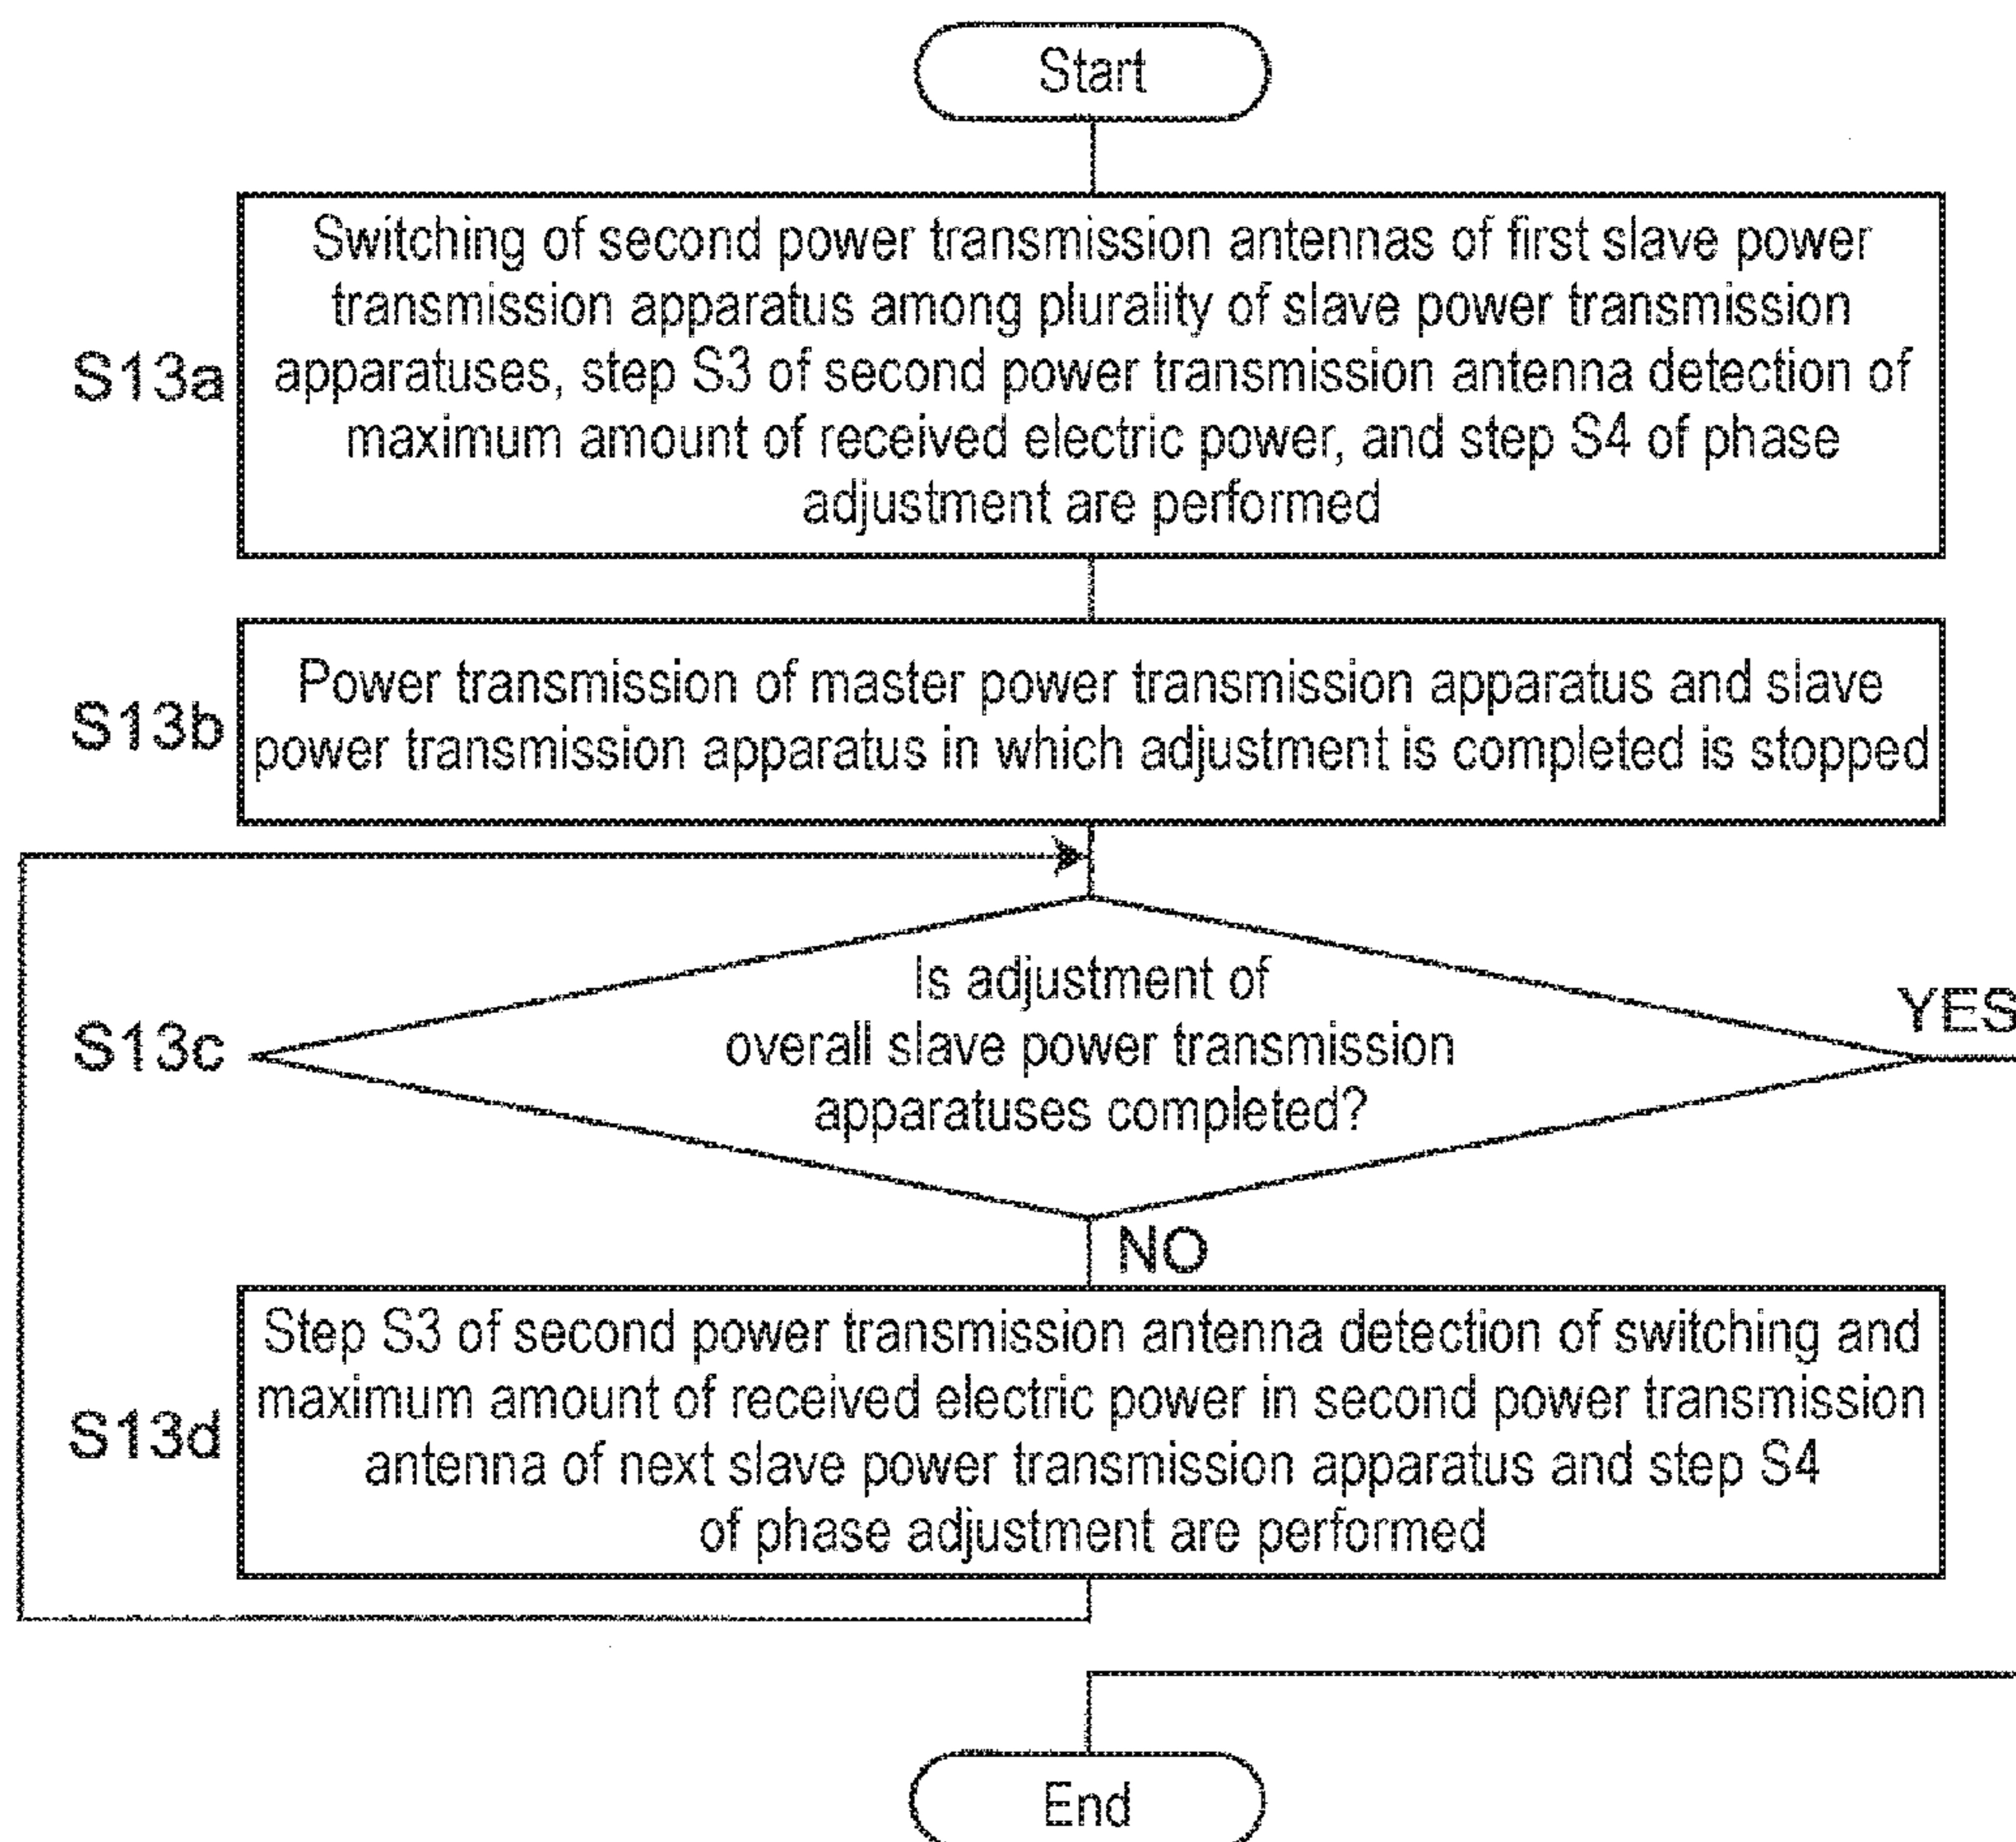 Start
S13a
Switching of second power transmission antennas of first slave power
transmission apparatus among plurality of slave power transmission
apparatuses, step S3 of second power transmission antenna detection of
maximum amount of received electric power, and step S4 of phase
adjustment are performed
S13b
Power transmission of master power transmission apparatus and slave
power transmission apparatus in which adjustment is completed is stopped
S13c
Is adjustment of
overall slave power transmission
apparatuses completed?
YES
NO
S13d
Step S3 of second power transmission antenna detection of switching and
maximum amount of received electric power in second power transmission
antenna of next slave power transmission apparatus and step S4
of phase adjustment are performed
End